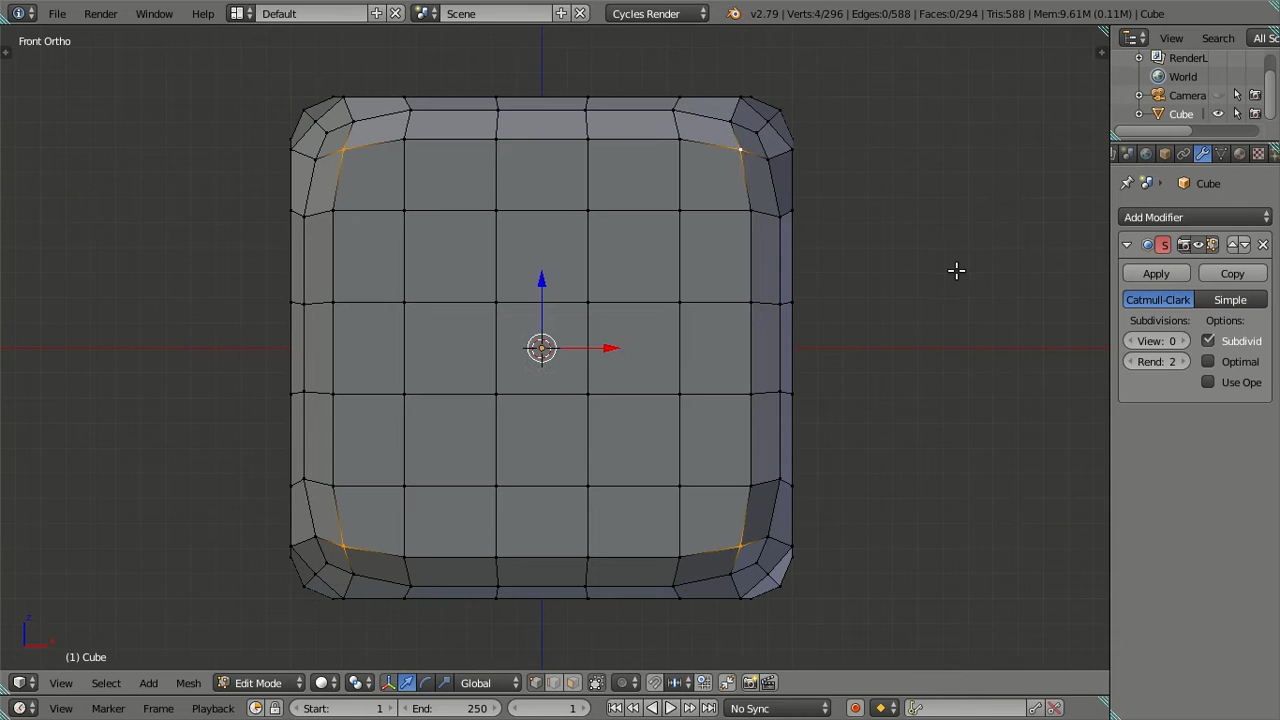 File Render Window Help Default Scene Cycles Render v2.79 | Verts:4/296 | Edges:0/588 | Faces:0/294 | Tris:588 | Mem:9.61M (0.11M) | Cube
Front Ortho
View Search All Sc
RenderL
World
Camera
Cube
Cube
Add Modifier
S
Apply Copy
Catmull-Clark Simple
Subdivisions: Options:
View: 0 Subdivid
Rend: 2 Optimal
Use Ope
z
x
(1) Cube
View Select Add Mesh Edit Mode Global
View Marker Frame Playback Start: 1 End: 250 1 No Sync